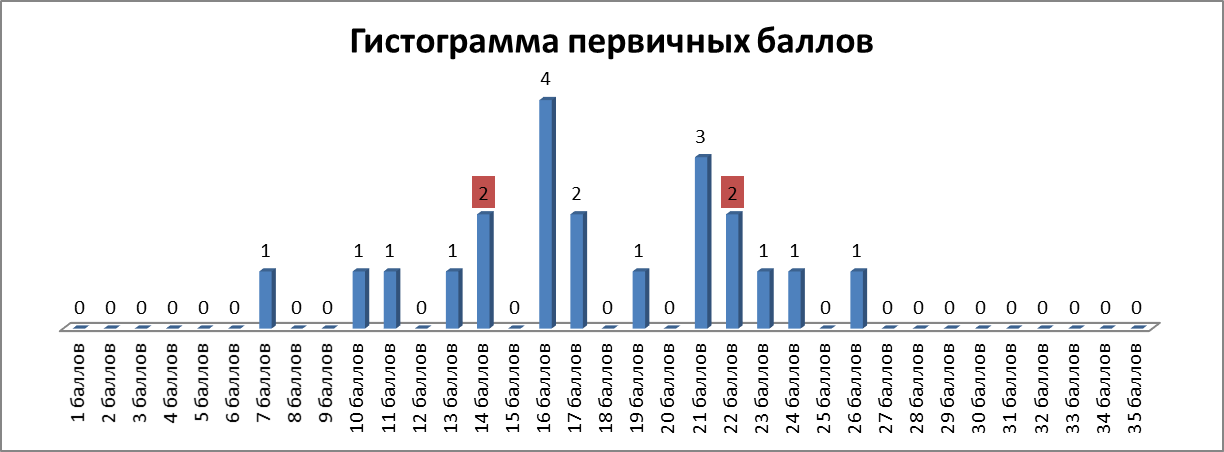 Гистограмма первичных баллов
0 0 0 0 0 0 1 0 0 1 1 0 1 2 0 4 2 0 1 0 3 2 1 1 0 1 0 0 0 0 0 0 0 0 0
1 баллов
2 баллов
3 баллов
4 баллов
5 баллов
6 баллов
7 баллов
8 баллов
9 баллов
10 баллов
11 баллов
12 баллов
13 баллов
14 баллов
15 баллов
16 баллов
17 баллов
18 баллов
19 баллов
20 баллов
21 баллов
22 баллов
23 баллов
24 баллов
25 баллов
26 баллов
27 баллов
28 баллов
29 баллов
30 баллов
31 баллов
32 баллов
33 баллов
34 баллов
35 баллов